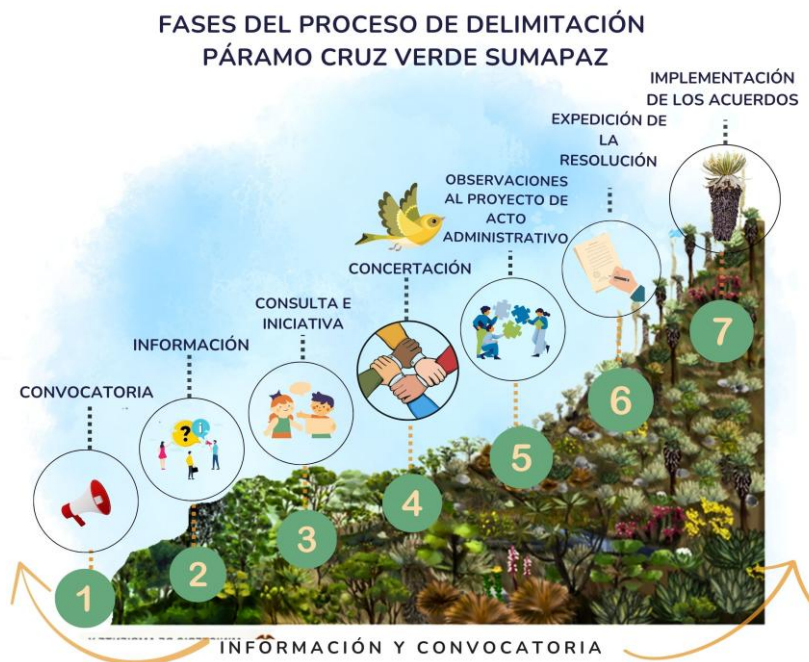 FASES DEL PROCESO DE DELIMITACIÓN
PÁRAMO CRUZ VERDE SUMAPAZ
CONVOCATORIA
1
INFORMACIÓN
2
CONSULTA E
INICIATIVA
3
CONCERTACIÓN
4
OBSERVACIONES
AL PROYECTO DE
ACTO
ADMINISTRATIVO
5
EXPEDICIÓN DE
LA
RESOLUCIÓN
6
IMPLEMENTACIÓN
DE LOS ACUERDOS
7
INFORMACIÓN Y CONVOCATORIA